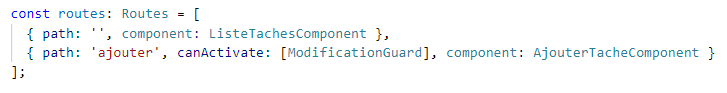 const routes: Routes = [
  { path: '', component: ListeTachesComponent },
  { path: 'ajouter', canActivate: [ModificationGuard], component: AjouterTacheComponent }
];